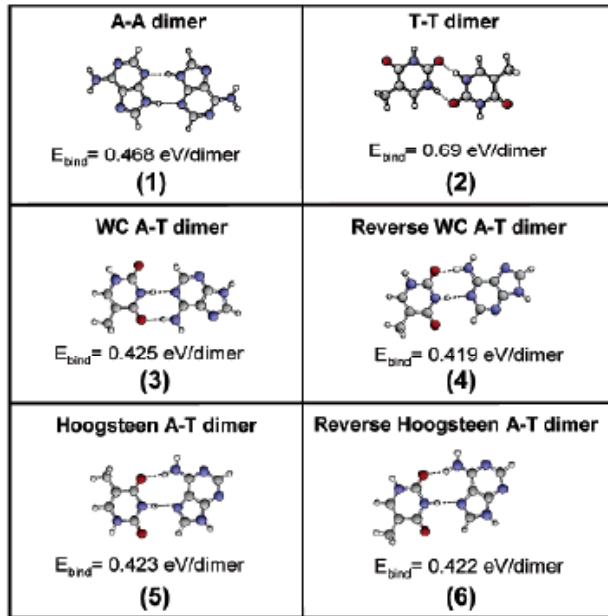 A-A dimer
E_bind= 0.468 eV/dimer
(1)
T-T dimer
E_bind= 0.69 eV/dimer
(2)
WC A-T dimer
E_bind= 0.425 eV/dimer
(3)
Reverse WC A-T dimer
E_bind= 0.419 eV/dimer
(4)
Hoogsteen A-T dimer
E_bind= 0.423 eV/dimer
(5)
Reverse Hoogsteen A-T dimer
E_bind= 0.422 eV/dimer
(6)